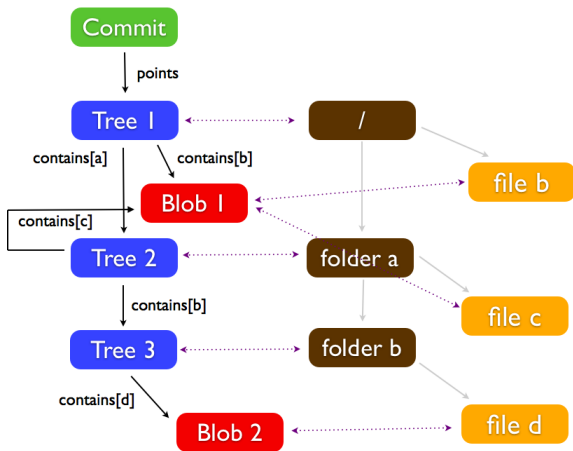 Commit
points
Tree 1
/
contains[a]
contains[b]
file b
Blob 1
contains[c]
Tree 2
folder a
contains[b]
file c
Tree 3
folder b
contains[d]
Blob 2
file d